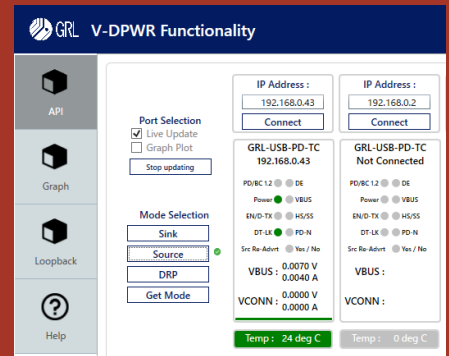 GRL V-DPWR Functionality
API
Graph
Loopback
Help
Port Selection
Live Update
Graph Plot
Stop updating
Mode Selection
Sink
Source
DRP
Get Mode
IP Address :
192.168.0.43
Connect
GRL-USB-PD-TC
192.168.0.43
PD/BC 1.2 DE
Power VBUS
EN/D-TX HS/SS
DT-LK PD-N
Src Re-Advrt Yes / No
VBUS : 0.0070 V
0.0040 A
VCONN : 0.0000 V
0.0000 A
Temp : 24 deg C
IP Address :
192.168.0.2
Connect
GRL-USB-PD-TC
Not Connected
PD/BC 1.2 DE
Power VBUS
EN/D-TX HS/SS
DT-LK PD-N
Src Re-Advrt Yes / No
VBUS :
VCONN :
Temp : 0 deg C